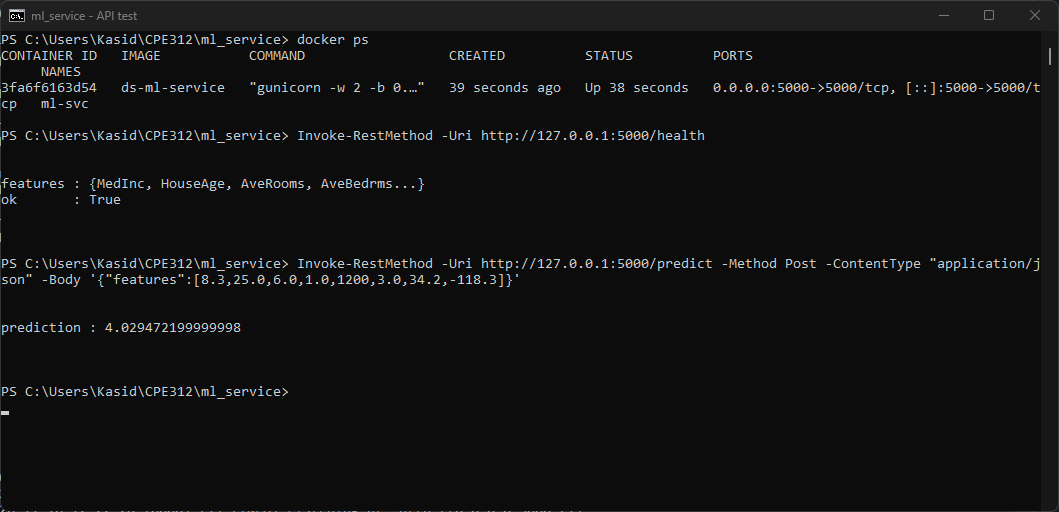 ml_service - API test
PS C:\Users\Kasid\CPE312\ml_service> docker ps
CONTAINER ID   IMAGE           COMMAND                  CREATED          STATUS          PORTS
     NAMES
3fa6f6163d54   ds-ml-service   "gunicorn -w 2 -b 0.…"   39 seconds ago   Up 38 seconds   0.0.0.0:5000->5000/tcp, [::]:5000->5000/t
cp   ml-svc
PS C:\Users\Kasid\CPE312\ml_service> Invoke-RestMethod -Uri http://127.0.0.1:5000/health
features : {MedInc, HouseAge, AveRooms, AveBedrms...}
ok       : True
PS C:\Users\Kasid\CPE312\ml_service> Invoke-RestMethod -Uri http://127.0.0.1:5000/predict -Method Post -ContentType "application/j
son" -Body '{"features":[8.3,25.0,6.0,1.0,1200,3.0,34.2,-118.3]}'
prediction : 4.029472199999998
PS C:\Users\Kasid\CPE312\ml_service>